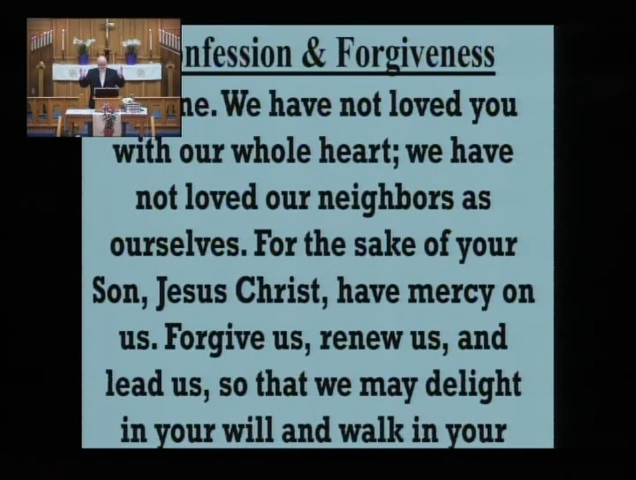 onfession & Forgiveness
ne. We have not loved you
with our whole heart; we have
not loved our neighbors as
ourselves. For the sake of your
Son, Jesus Christ, have mercy on
us. Forgive us, renew us, and
lead us, so that we may delight
in your will and walk in your